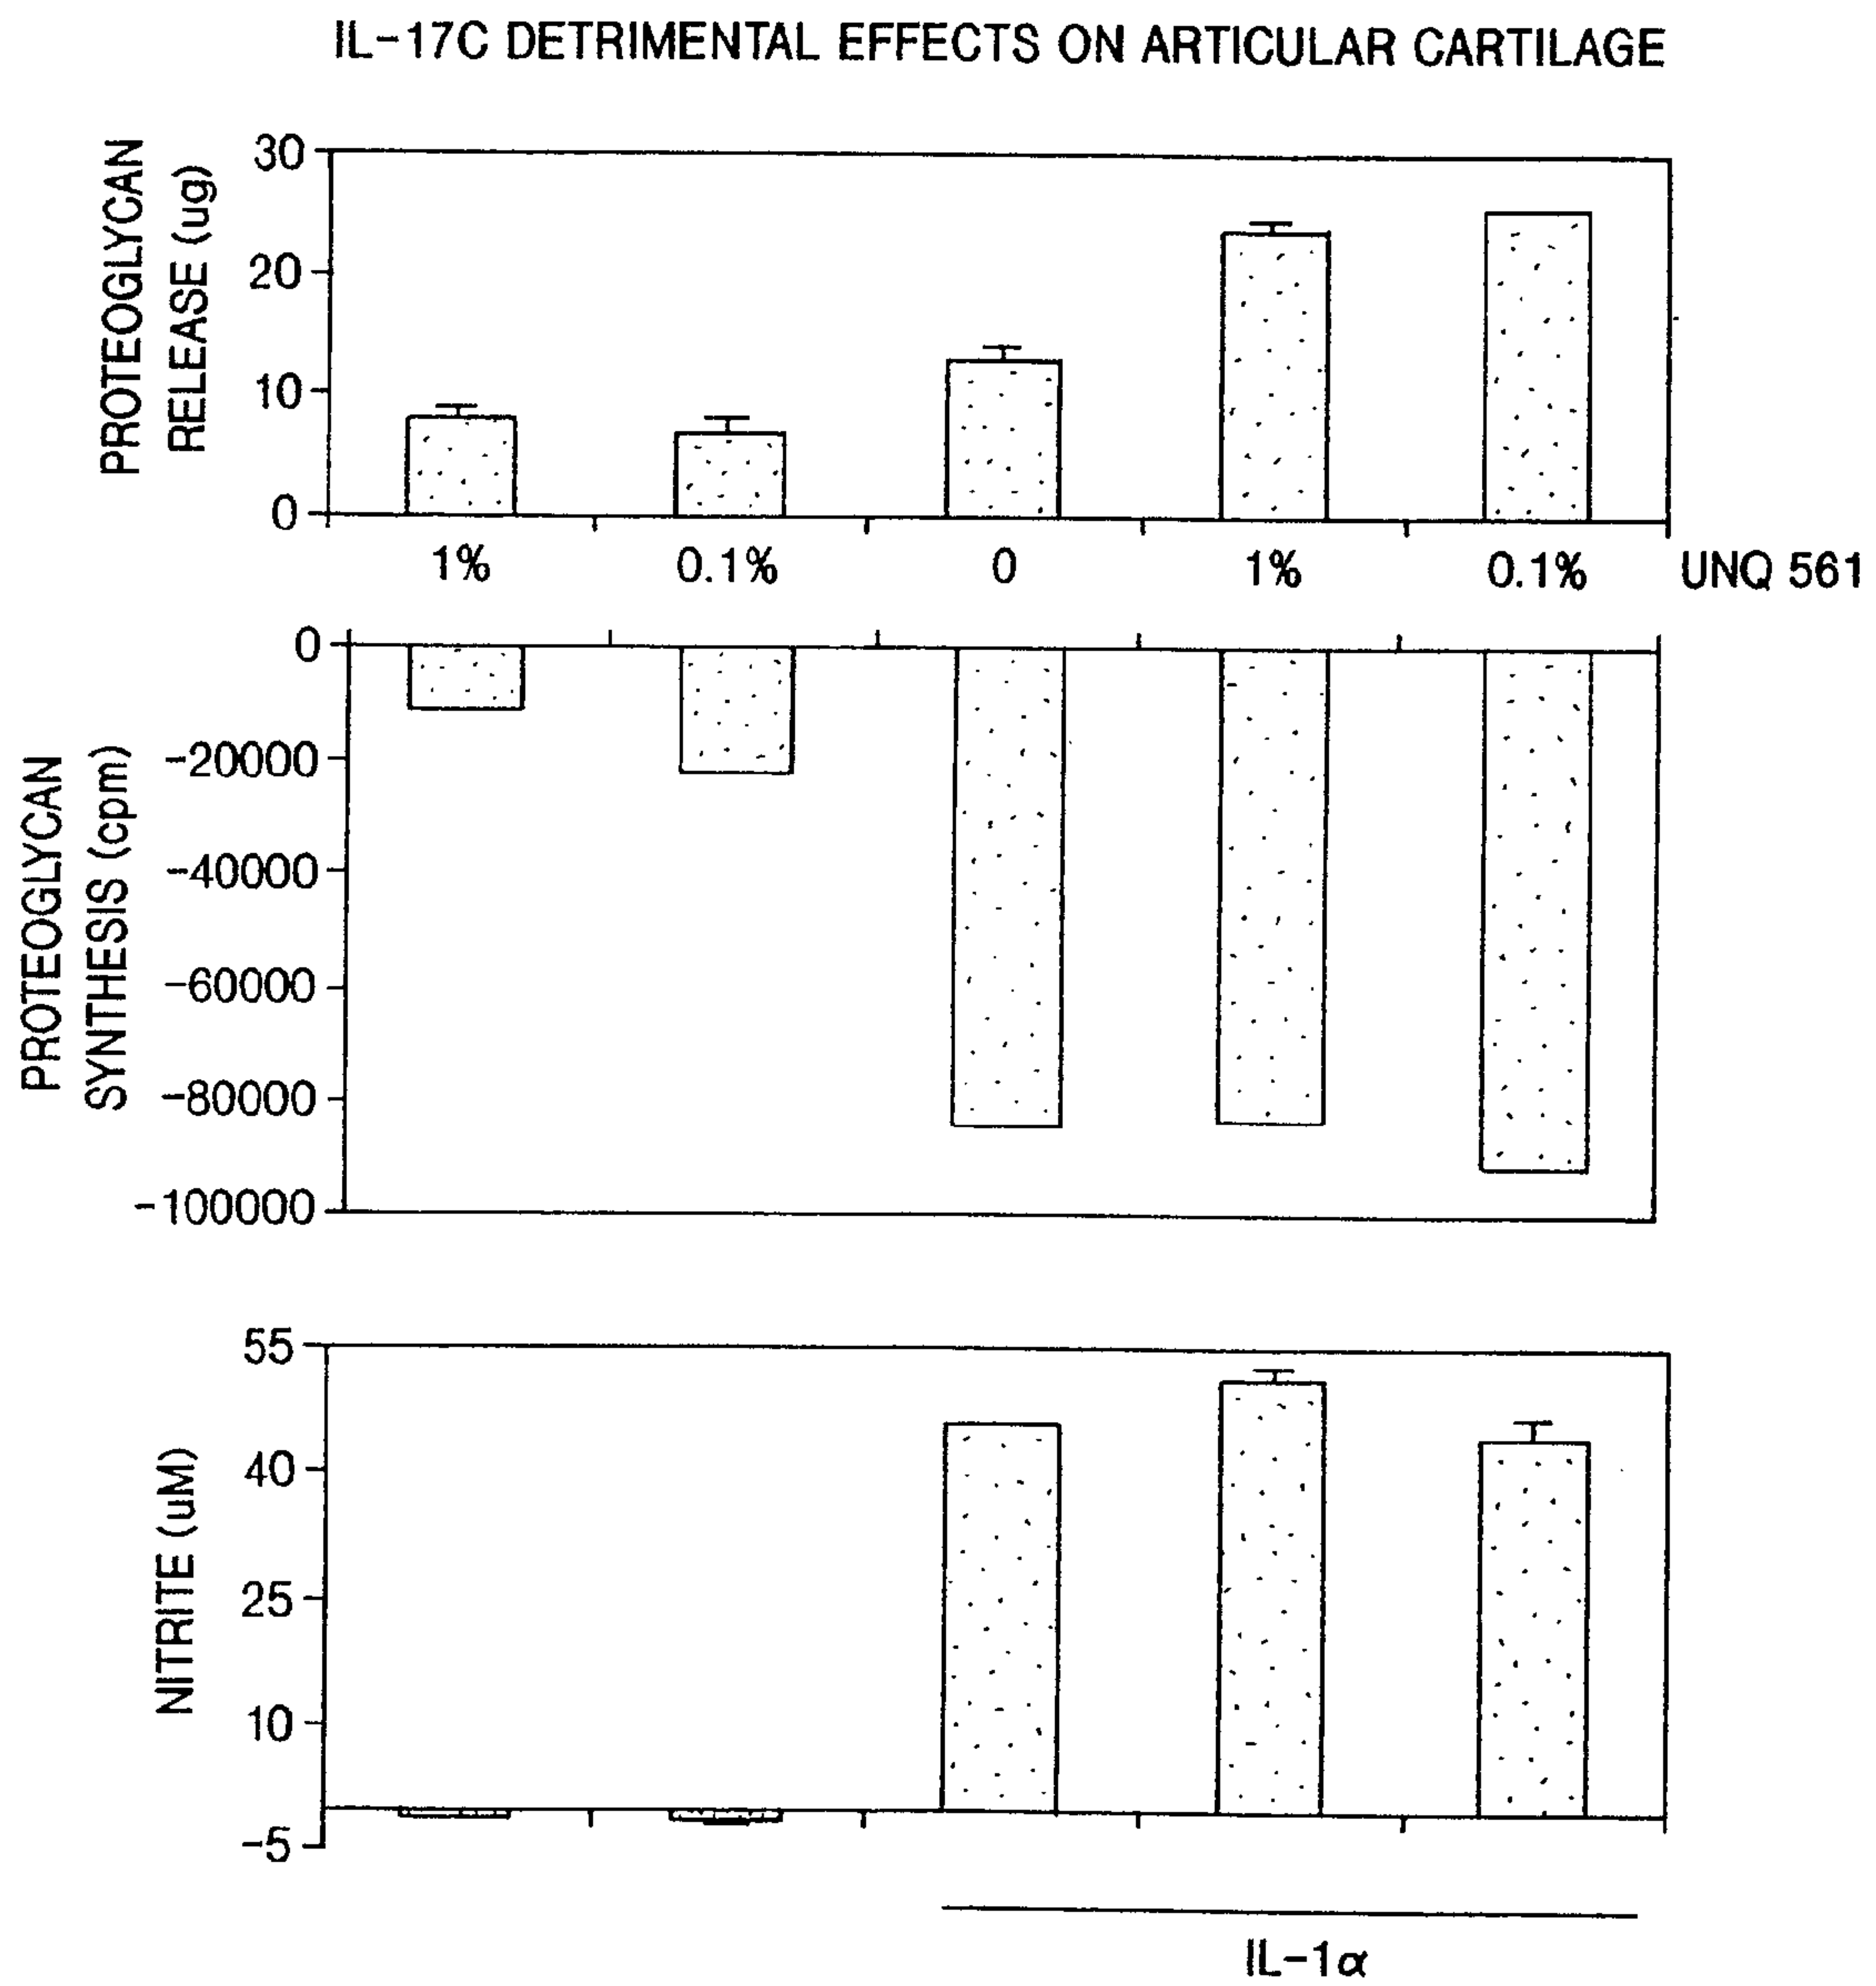 IL-17C DETRIMENTAL EFFECTS ON ARTICULAR CARTILAGE
PROTEOGLYCAN
RELEASE (ug)
30
20
10
0
1% 0.1% 0 1% 0.1% UNQ 561
PROTEOGLYCAN
SYNTHESIS (cpm)
0
-20000
-40000
-60000
-80000
-100000
NITRITE (uM)
55
40
25
10
-5
IL-1α